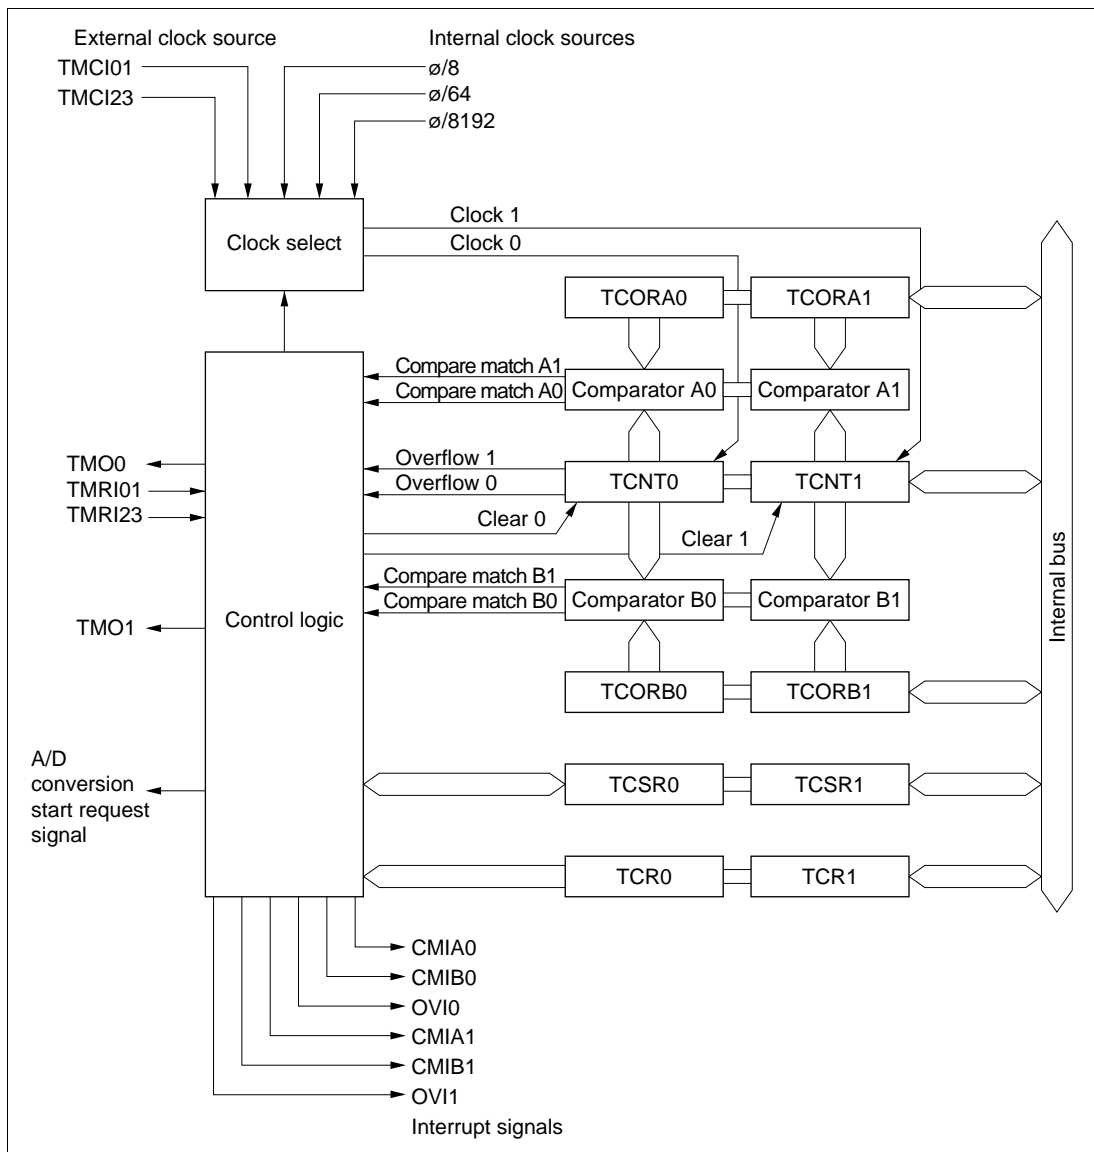 External clock source
Internal clock sources
TMCI01
ø/8
TMCI23
ø/64
ø/8192
Clock select
Clock 1
Clock 0
TCORA0
TCORA1
Compare match A1
Compare match A0
Comparator A0
Comparator A1
TMO0
TMRI01
TMRI23
Overflow 1
Overflow 0
TCNT0
TCNT1
Clear 0
Clear 1
Internal bus
Compare match B1
Compare match B0
Comparator B0
Comparator B1
TMO1
Control logic
TCORB0
TCORB1
A/D
conversion
start request
signal
TCSR0
TCSR1
TCR0
TCR1
CMIA0
CMIB0
OVI0
CMIA1
CMIB1
OVI1
Interrupt signals